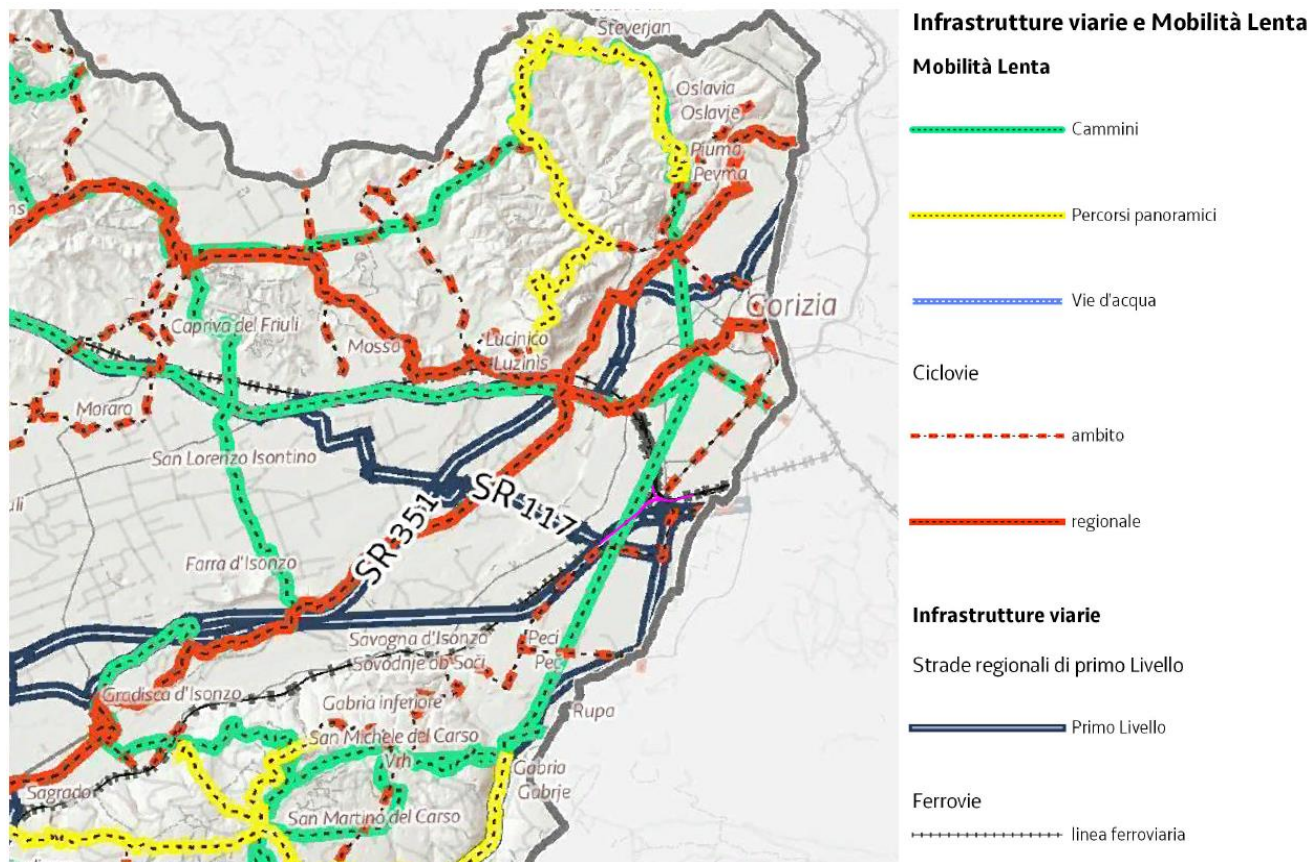 Steverjan
Oslavia
Oslavje
Piuma
Pevma
Gorizia
Capriva del Friuli
Mossa
Lucinico
Luzinis
Moraro
San Lorenzo Isontino
SR 351
SR 117
Farra d'Isonzo
Savogna d'Isonzo
Sovodnje ob Soči
Peci
Peč
Gradisca d'Isonzo
Gabria inferiore
Rupa
San Michele del Carso
Vrh
Gabria
Gabrje
Sagrado
San Martino del Carso
Infrastrutture viarie e Mobilità Lenta
Mobilità Lenta
Cammini
Percorsi panoramici
Vie d'acqua
Ciclovie
ambito
regionale
Infrastrutture viarie
Strade regionali di primo Livello
Primo Livello
Ferrovie
linea ferroviaria